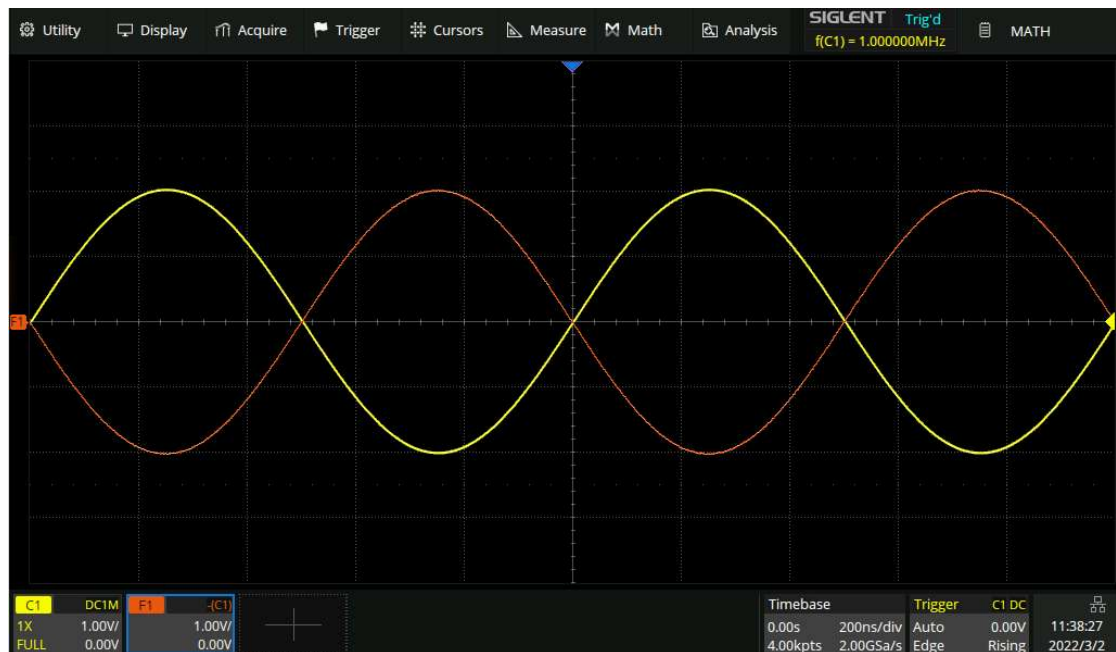 Utility Display Acquire Trigger Cursors Measure Math Analysis
SIGLENT Trig'd
f(C1) = 1.000000MHz
MATH
F1
C1 DC1M
1X 1.00V/
FULL 0.00V
F1 -(C1)
1.00V/
0.00V
Timebase
0.00s 200ns/div
4.00kpts 2.00GSa/s
Trigger C1 DC
Auto 0.00V
Edge Rising
11:38:27
2022/3/2